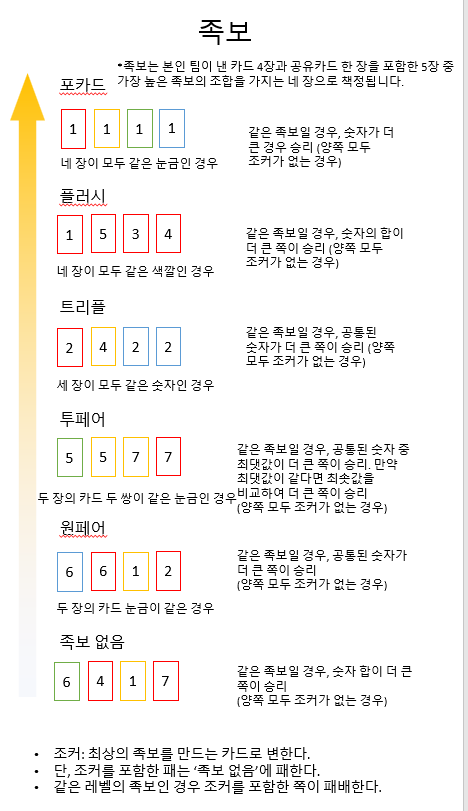 족보
*족보는 본인 팀이 낸 카드 4장과 공유카드 한 장을 포함한 5장 중
가장 높은 족보의 조합을 가지는 네 장으로 책정됩니다.
포카드
1 1 1 1
네 장이 모두 같은 눈금인 경우
같은 족보일 경우, 숫자가 더
큰 경우 승리 (양쪽 모두
조커가 없는 경우)
플러시
1 5 3 4
네 장이 모두 같은 색깔인 경우
같은 족보일 경우, 숫자의 합이
더 큰 쪽이 승리 (양쪽 모두
조커가 없는 경우)
트리플
2 4 2 2
세 장이 모두 같은 숫자인 경우
같은 족보일 경우, 공통된
숫자가 더 큰 쪽이 승리 (양쪽
모두 조커가 없는 경우)
투페어
5 5 7 7
두 장의 카드 두 쌍이 같은 눈금인 경우
같은 족보일 경우, 공통된 숫자 중
최댓값이 더 큰 쪽이 승리. 만약
최댓값이 같다면 최솟값을
비교하여 더 큰 쪽이 승리
(양쪽 모두 조커가 없는 경우)
원페어
6 6 1 2
두 장의 카드 눈금이 같은 경우
같은 족보일 경우, 공통된 숫자가
더 큰 쪽이 승리
(양쪽 모두 조커가 없는 경우)
족보 없음
6 4 1 7
같은 족보일 경우, 숫자 합이 더 큰
쪽이 승리
(양쪽 모두 조커가 없는 경우)
• 조커: 최상의 족보를 만드는 카드로 변한다.
• 단, 조커를 포함한 패는 ‘족보 없음’에 패한다.
• 같은 레벨의 족보인 경우 조커를 포함한 쪽이 패배한다.